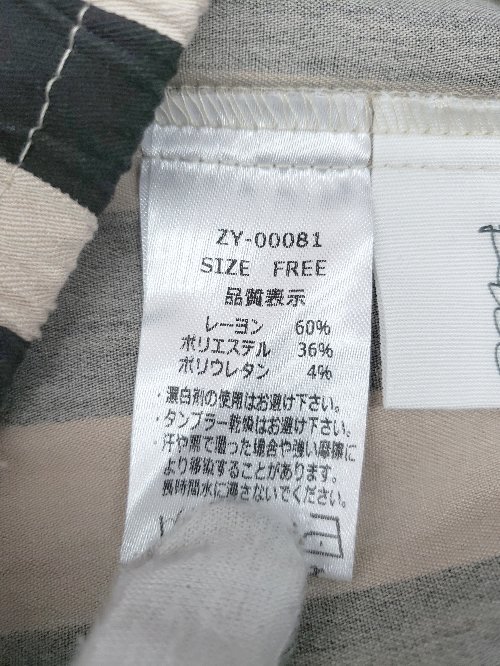 ZY-00081
SIZE FREE
品質表示
レーヨン 60%
ポリエステル 36%
ポリウレタン 4%
・漂白剤の使用はお避け下さい。
・タンブラー乾燥はお避け下さい。
・汗や雨で湿った場合や強い摩擦に
より移染することがあります。
長時間水に浸さないでください。